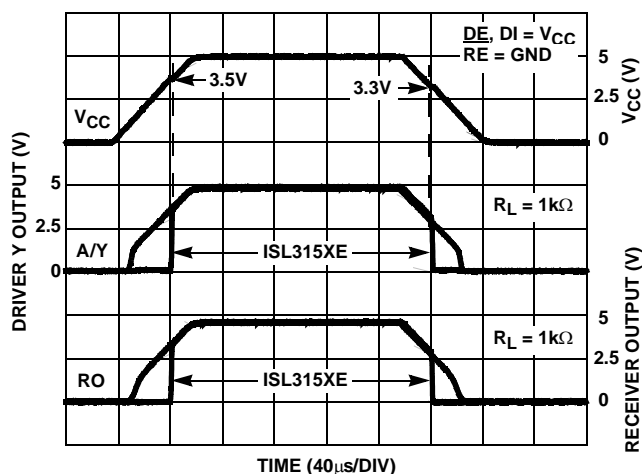 DE, DI = VCC
RE = GND
5
2.5
0
VCC (V)
3.5V
3.3V
VCC
DRIVER Y OUTPUT (V)
5
2.5
0
A/Y
RL = 1kΩ
ISL315XE
RO
RL = 1kΩ
ISL315XE
5
2.5
0
RECEIVER OUTPUT (V)
TIME (40µs/DIV)